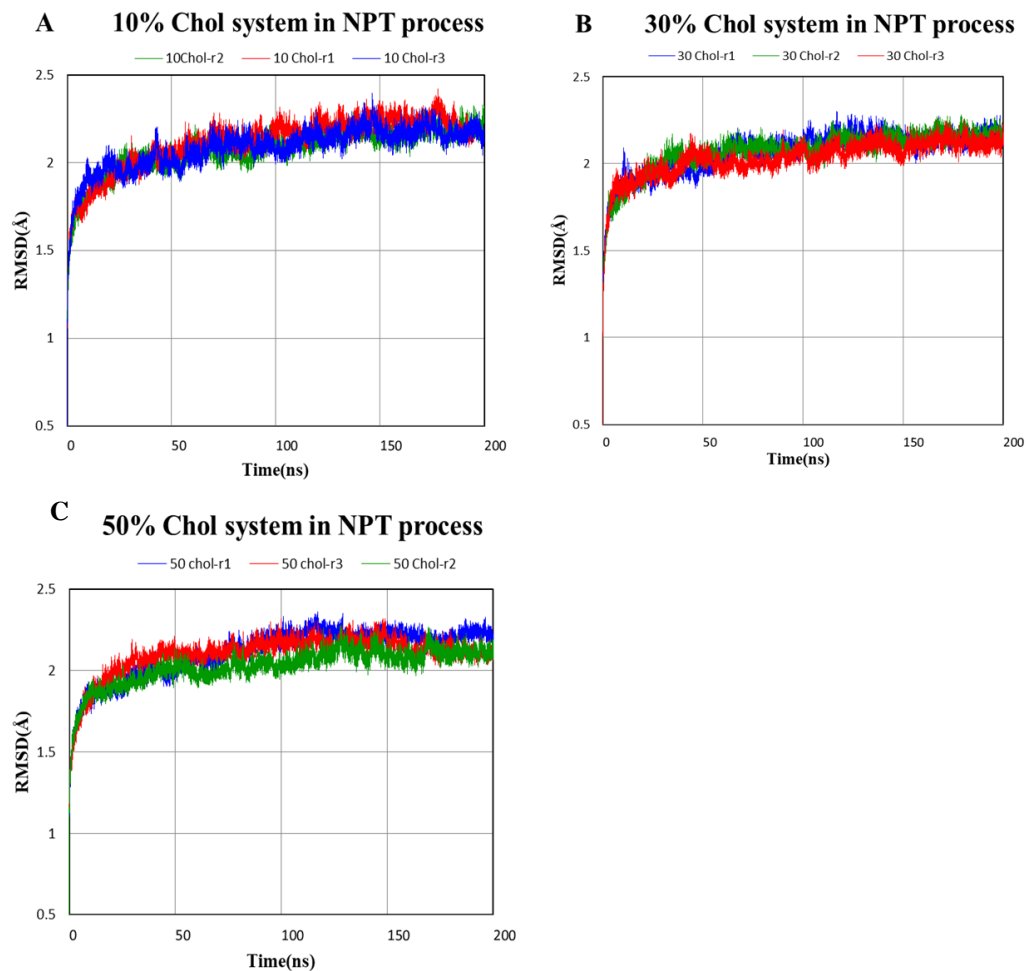 A
10% Chol system in NPT process
10Chol-r2 10 Chol-r1 10 Chol-r3
2.5
2
1.5
1
0.5
RMSD(Å)
0 50 100 150 200
Time(ns)
B
30% Chol system in NPT process
30 Chol-r1 30 Chol-r2 30 Chol-r3
2.5
2
1.5
1
0.5
RMSD(Å)
0 50 100 150 200
Time(ns)
C
50% Chol system in NPT process
50 chol-r1 50 chol-r3 50 Chol-r2
2.5
2
1.5
1
0.5
RMSD(Å)
0 50 100 150 200
Time(ns)